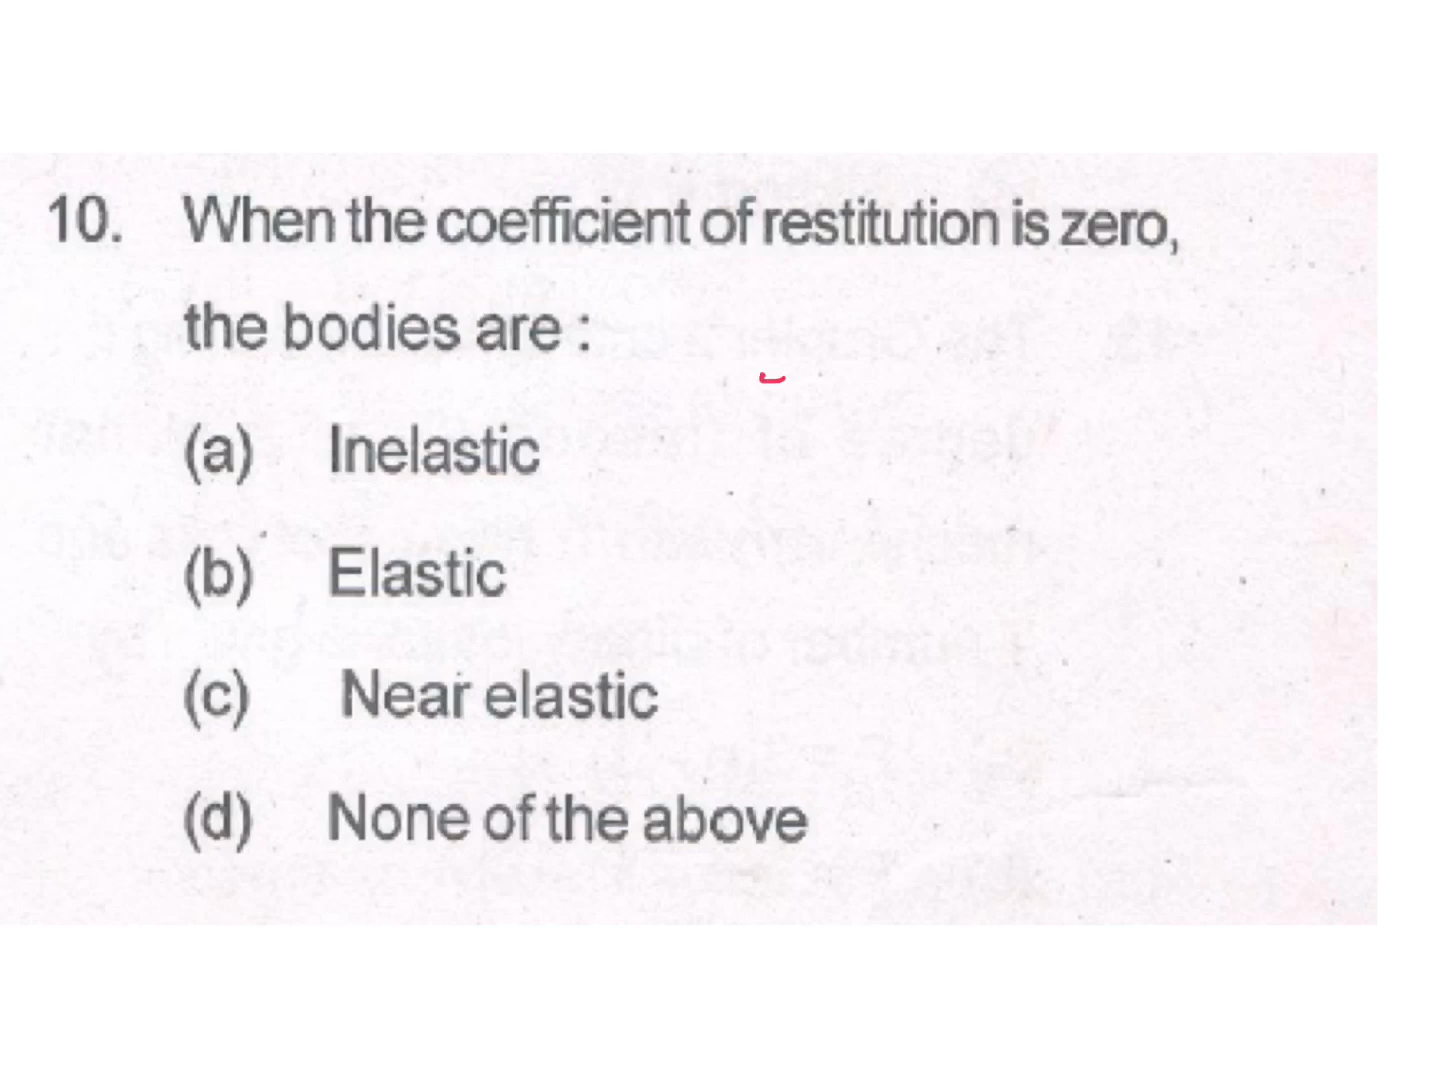 10. When the coefficient of restitution is zero,
the bodies are :
(a) Inelastic
(b) Elastic
(c) Near elastic
(d) None of the above